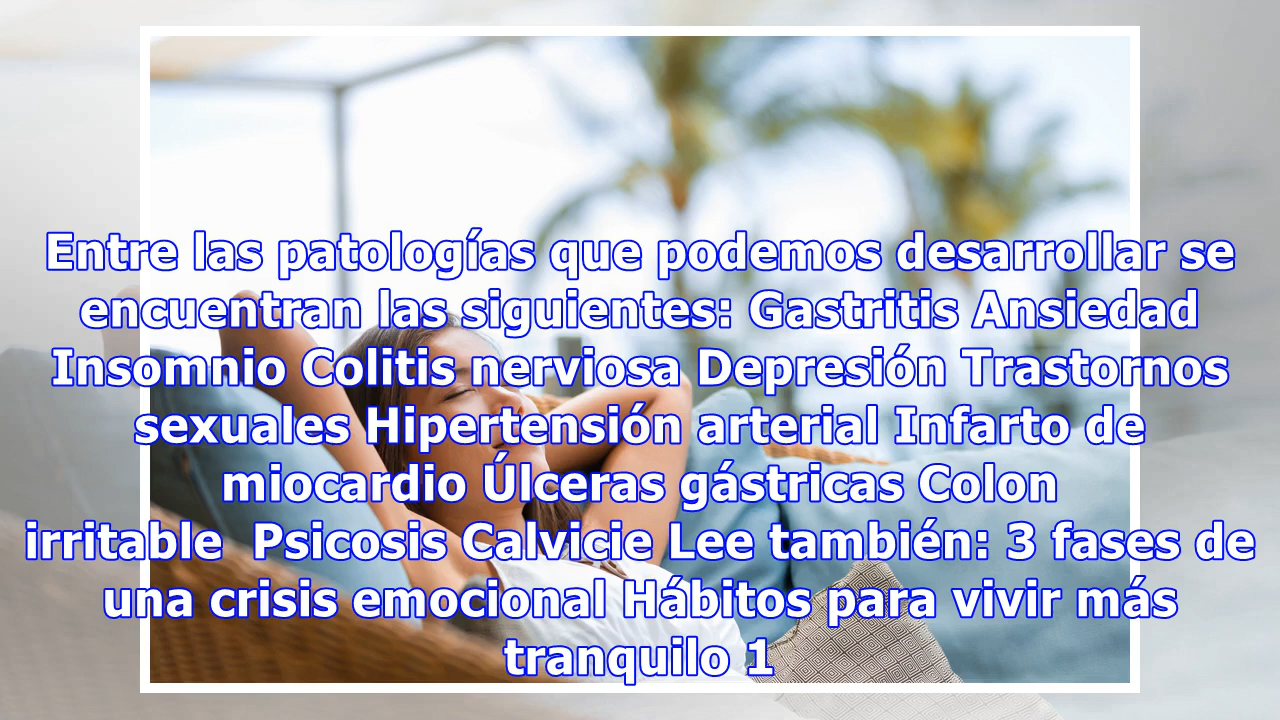 Entre las patologías que podemos desarrollar se
encuentran las siguientes: Gastritis Ansiedad
Insomnio Colitis nerviosa Depresión Trastornos
sexuales Hipertensión arterial Infarto de
miocardio Úlceras gástricas Colon
irritable  Psicosis Calvicie Lee también: 3 fases de
una crisis emocional Hábitos para vivir más
tranquilo 1